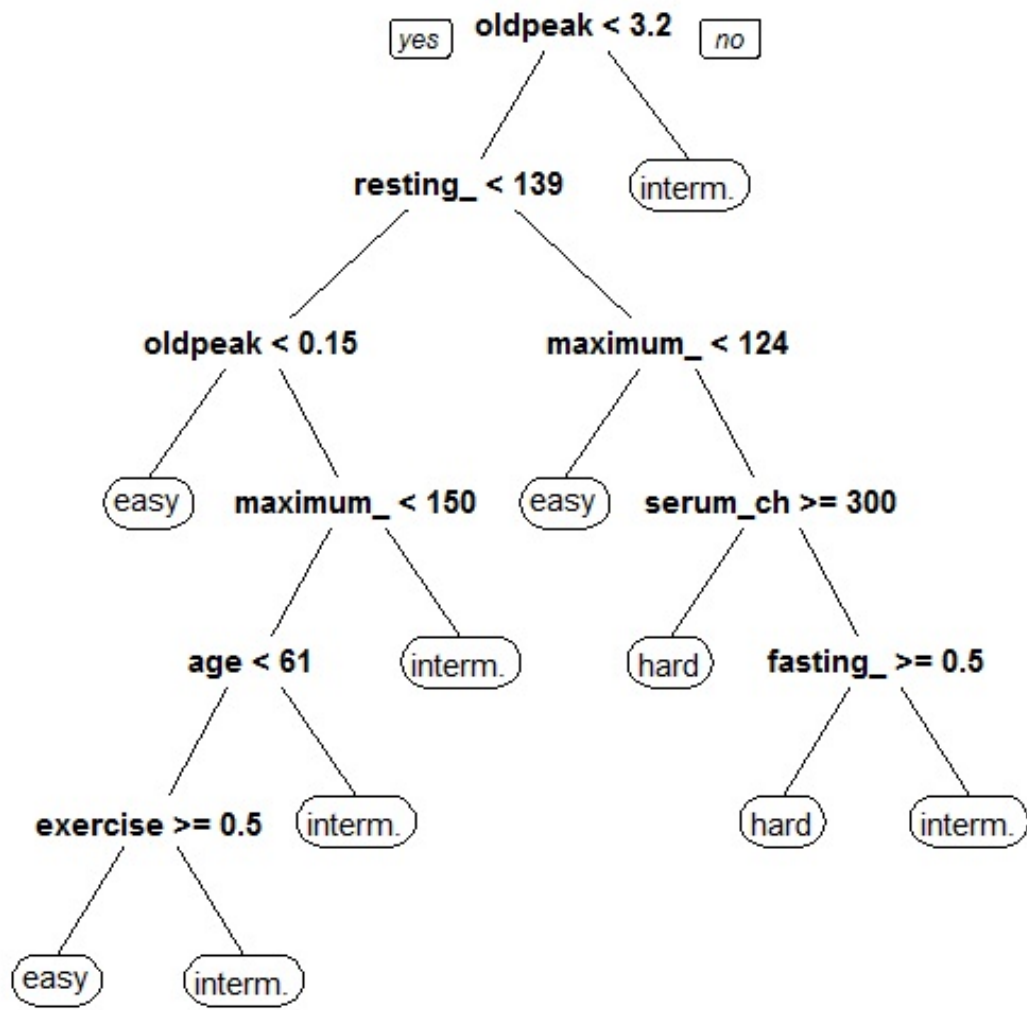 yes
oldpeak < 3.2
no
resting_ < 139
interm.
oldpeak < 0.15
maximum_ < 124
easy
maximum_ < 150
easy
serum_ch >= 300
age < 61
interm.
hard
fasting_ >= 0.5
exercise >= 0.5
interm.
hard
interm.
easy
interm.